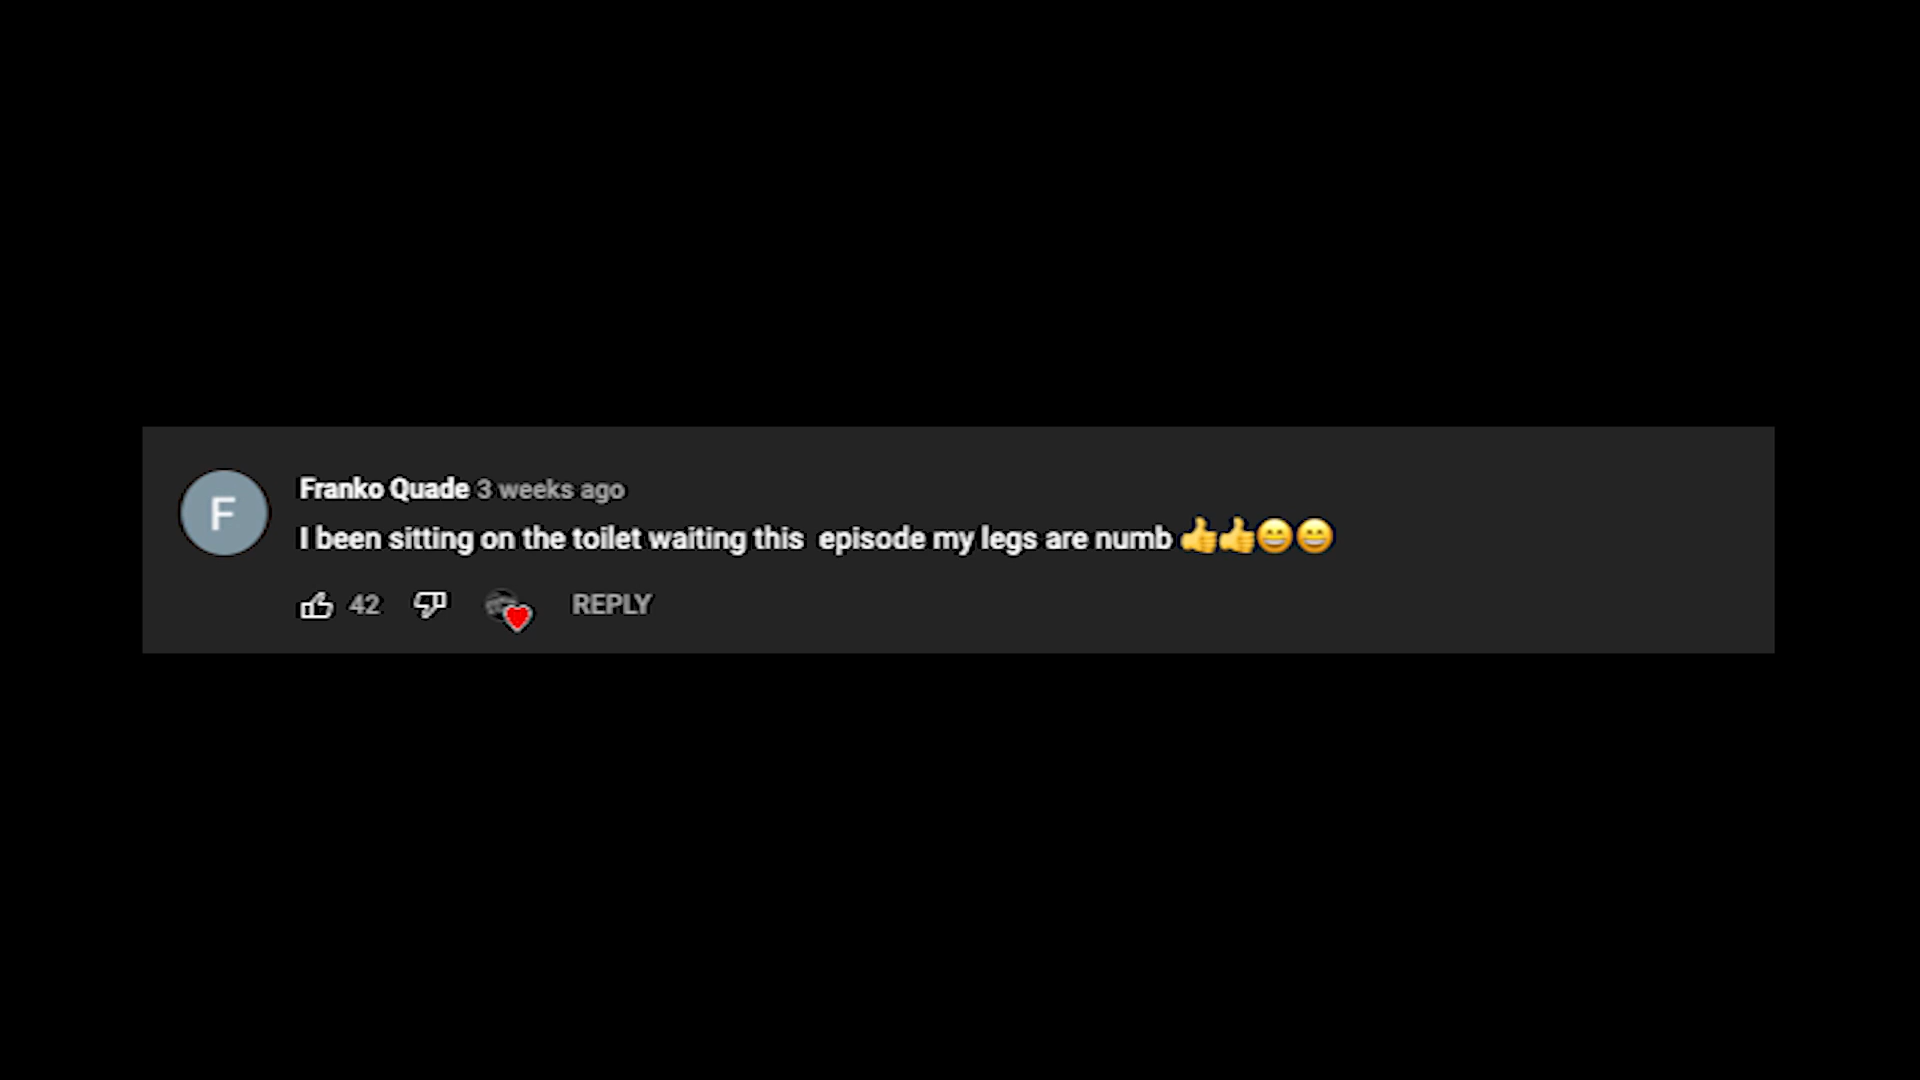 F
Franko Quade 3 weeks ago
I been sitting on the toilet waiting this  episode my legs are numb 👍👍😄😄
42 REPLY